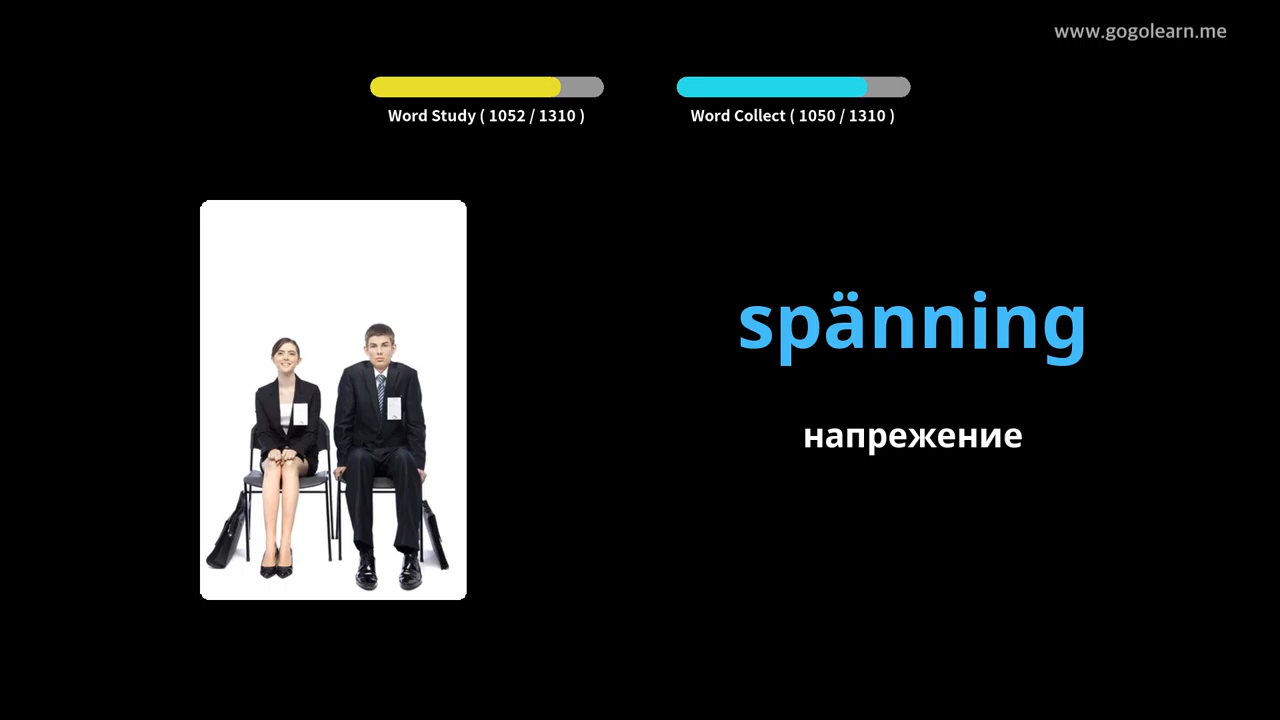 www.gogolearn.me
Word Study ( 1052 / 1310 )
Word Collect ( 1050 / 1310 )
spänning
напрежение